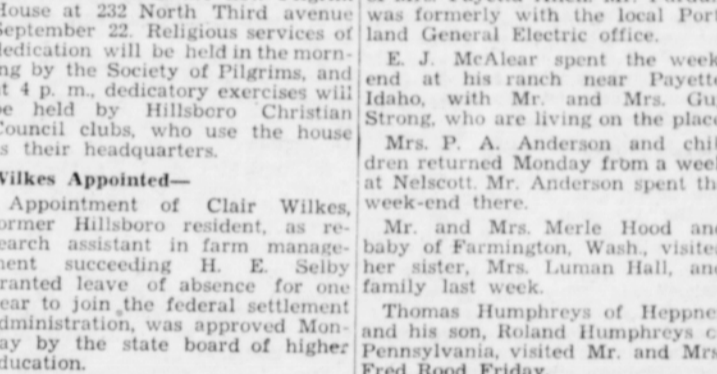 House at 232 North Third avenue
September 22. Religious services of
dedication will be held in the morn-
ing by the Society of Pilgrims, and
at 4 p. m., dedicatory exercises will
be held by Hillsboro Christian
Council clubs, who use the house
as their headquarters.
Wilkes Appointed—
Appointment of Clair Wilkes,
former Hillsboro resident, as re-
search assistant in farm manage-
ment succeeding H. E. Selby
granted leave of absence for one
year to join the federal settlement
administration, was approved Mon-
day by the state board of higher
education.
was formerly with the local Port
land General Electric office.
E. J. McAlear spent the week
end at his ranch near Payette
Idaho, with Mr. and Mrs. Gu
Strong, who are living on the place
Mrs. P. A. Anderson and chil
dren returned Monday from a week
at Nelscott. Mr. Anderson spent th
week-end there.
Mr. and Mrs. Merle Hood and
baby of Farmington, Wash., visite
her sister, Mrs. Luman Hall, and
family last week.
Thomas Humphreys of Heppne
and his son, Roland Humphreys o
Pennsylvania, visited Mr. and Mrs
Fred Rood Friday.